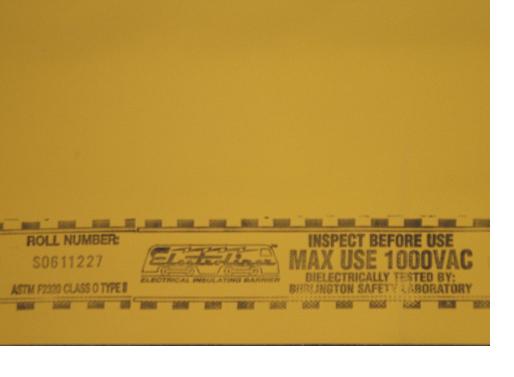 ROLL NUMBER:
S0611227
ASTM F2320 CLASS 0 TYPE II
Electriline
ELECTRICAL INSULATING BARRIER
INSPECT BEFORE USE
MAX USE 1000VAC
DIELECTRICALLY TESTED BY:
BURLINGTON SAFETY LABORATORY